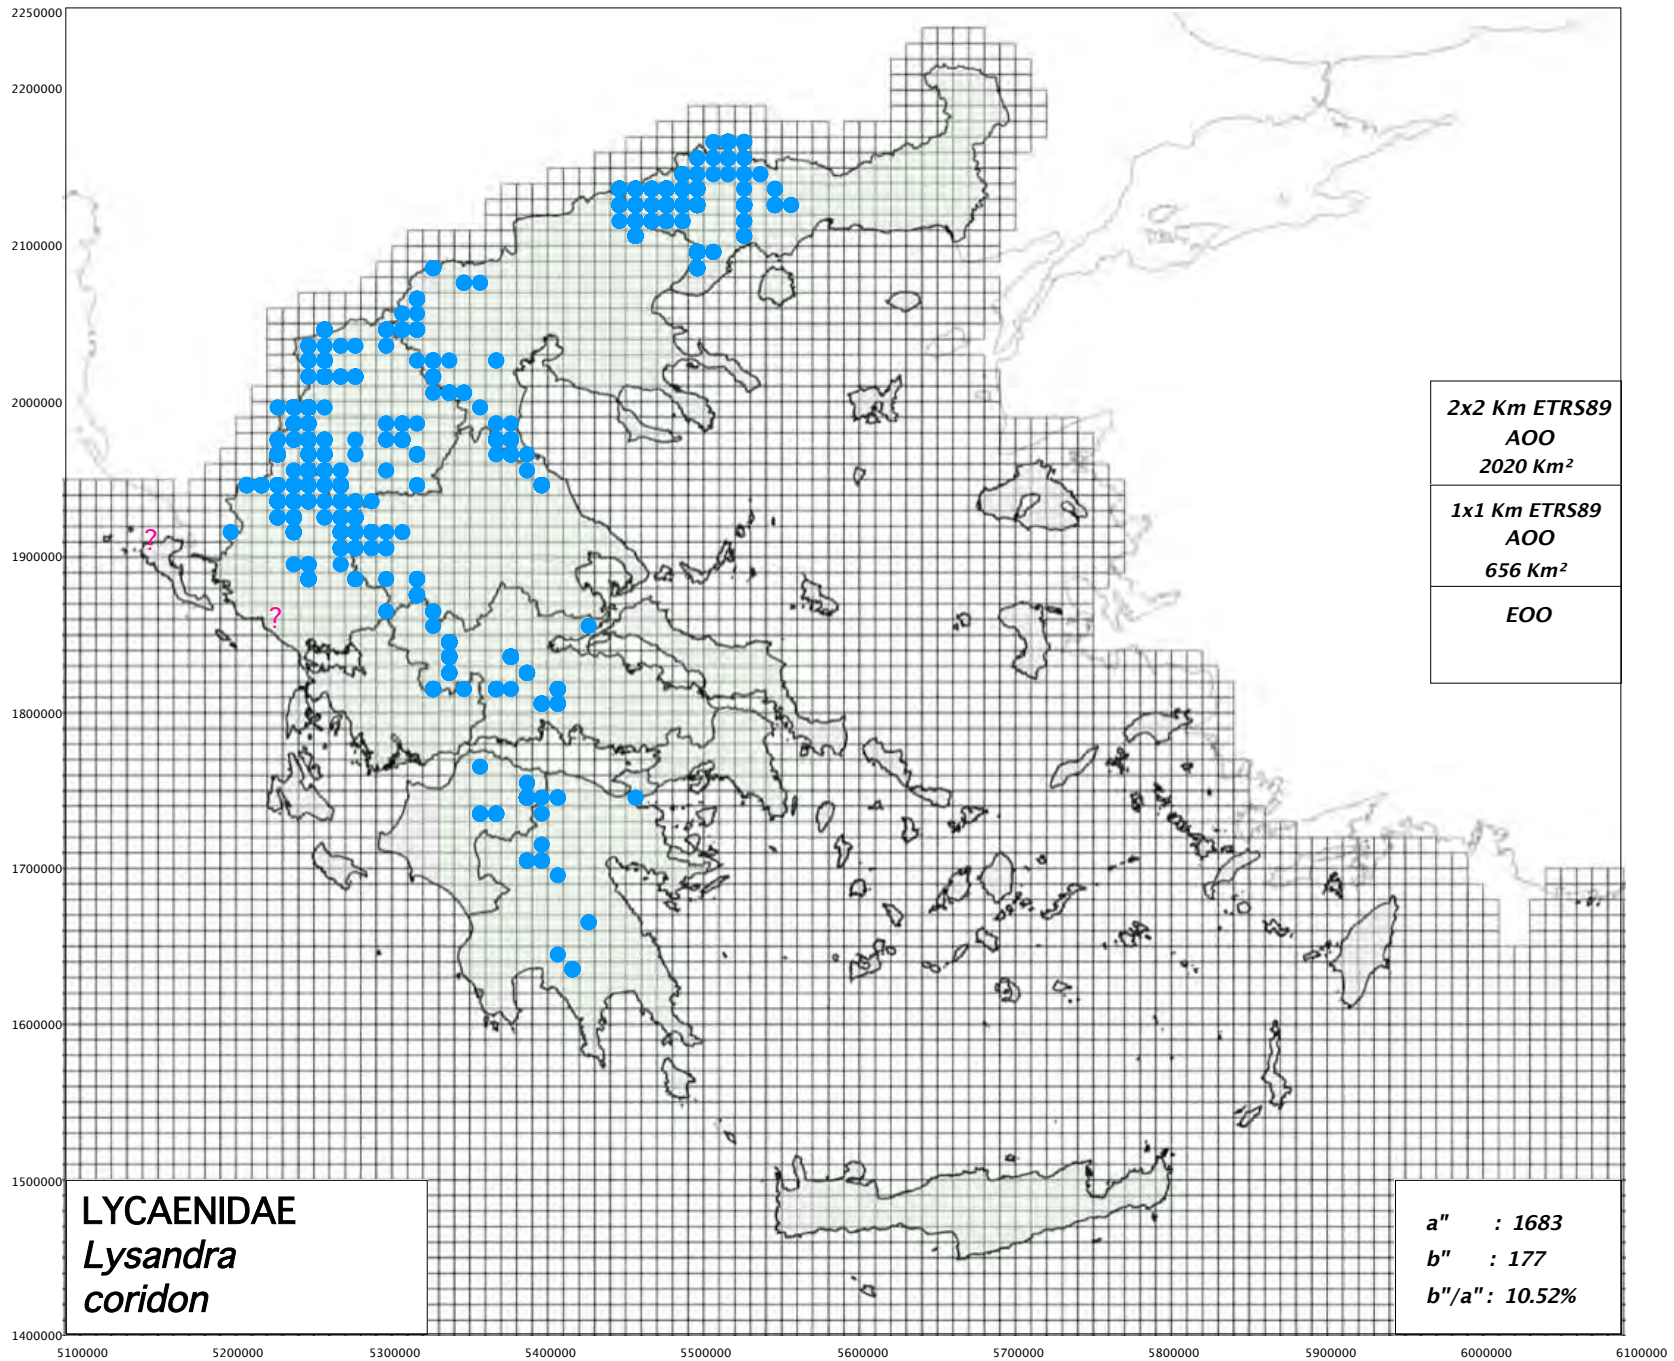 2250000
2200000
2100000
2000000
1900000
1800000
1700000
1600000
1500000
1400000
?
?
2x2 Km ETRS89
AOO
2020 Km²
1x1 Km ETRS89
AOO
656 Km²
EOO
LYCAENIDAE
Lysandra
coridon
a" : 1683
b" : 177
b"/a" : 10.52%
5100000 5200000 5300000 5400000 5500000 5600000 5700000 5800000 5900000 6000000 6100000